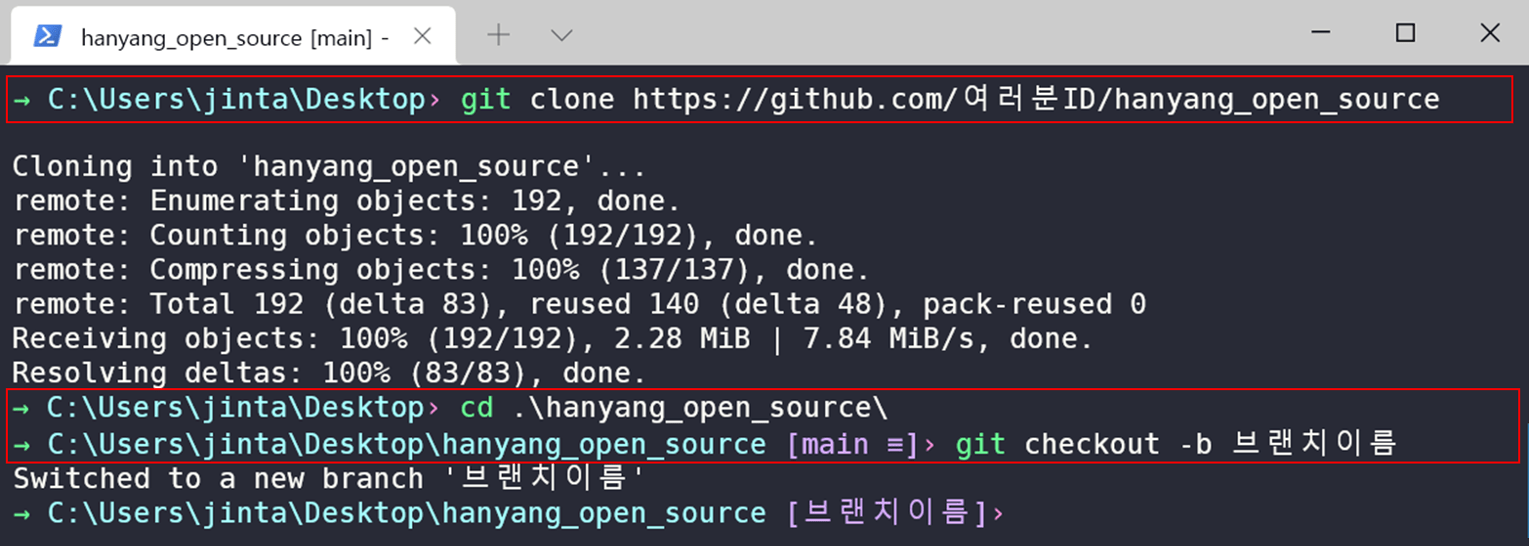 hanyang_open_source [main] -
→ C:\Users\jinta\Desktop› git clone https://github.com/여러분ID/hanyang_open_source
Cloning into 'hanyang_open_source'...
remote: Enumerating objects: 192, done.
remote: Counting objects: 100% (192/192), done.
remote: Compressing objects: 100% (137/137), done.
remote: Total 192 (delta 83), reused 140 (delta 48), pack-reused 0
Receiving objects: 100% (192/192), 2.28 MiB | 7.84 MiB/s, done.
Resolving deltas: 100% (83/83), done.
→ C:\Users\jinta\Desktop› cd .\hanyang_open_source\
→ C:\Users\jinta\Desktop\hanyang_open_source [main ≡]› git checkout -b 브랜치이름
Switched to a new branch '브랜치이름'
→ C:\Users\jinta\Desktop\hanyang_open_source [브랜치이름]›